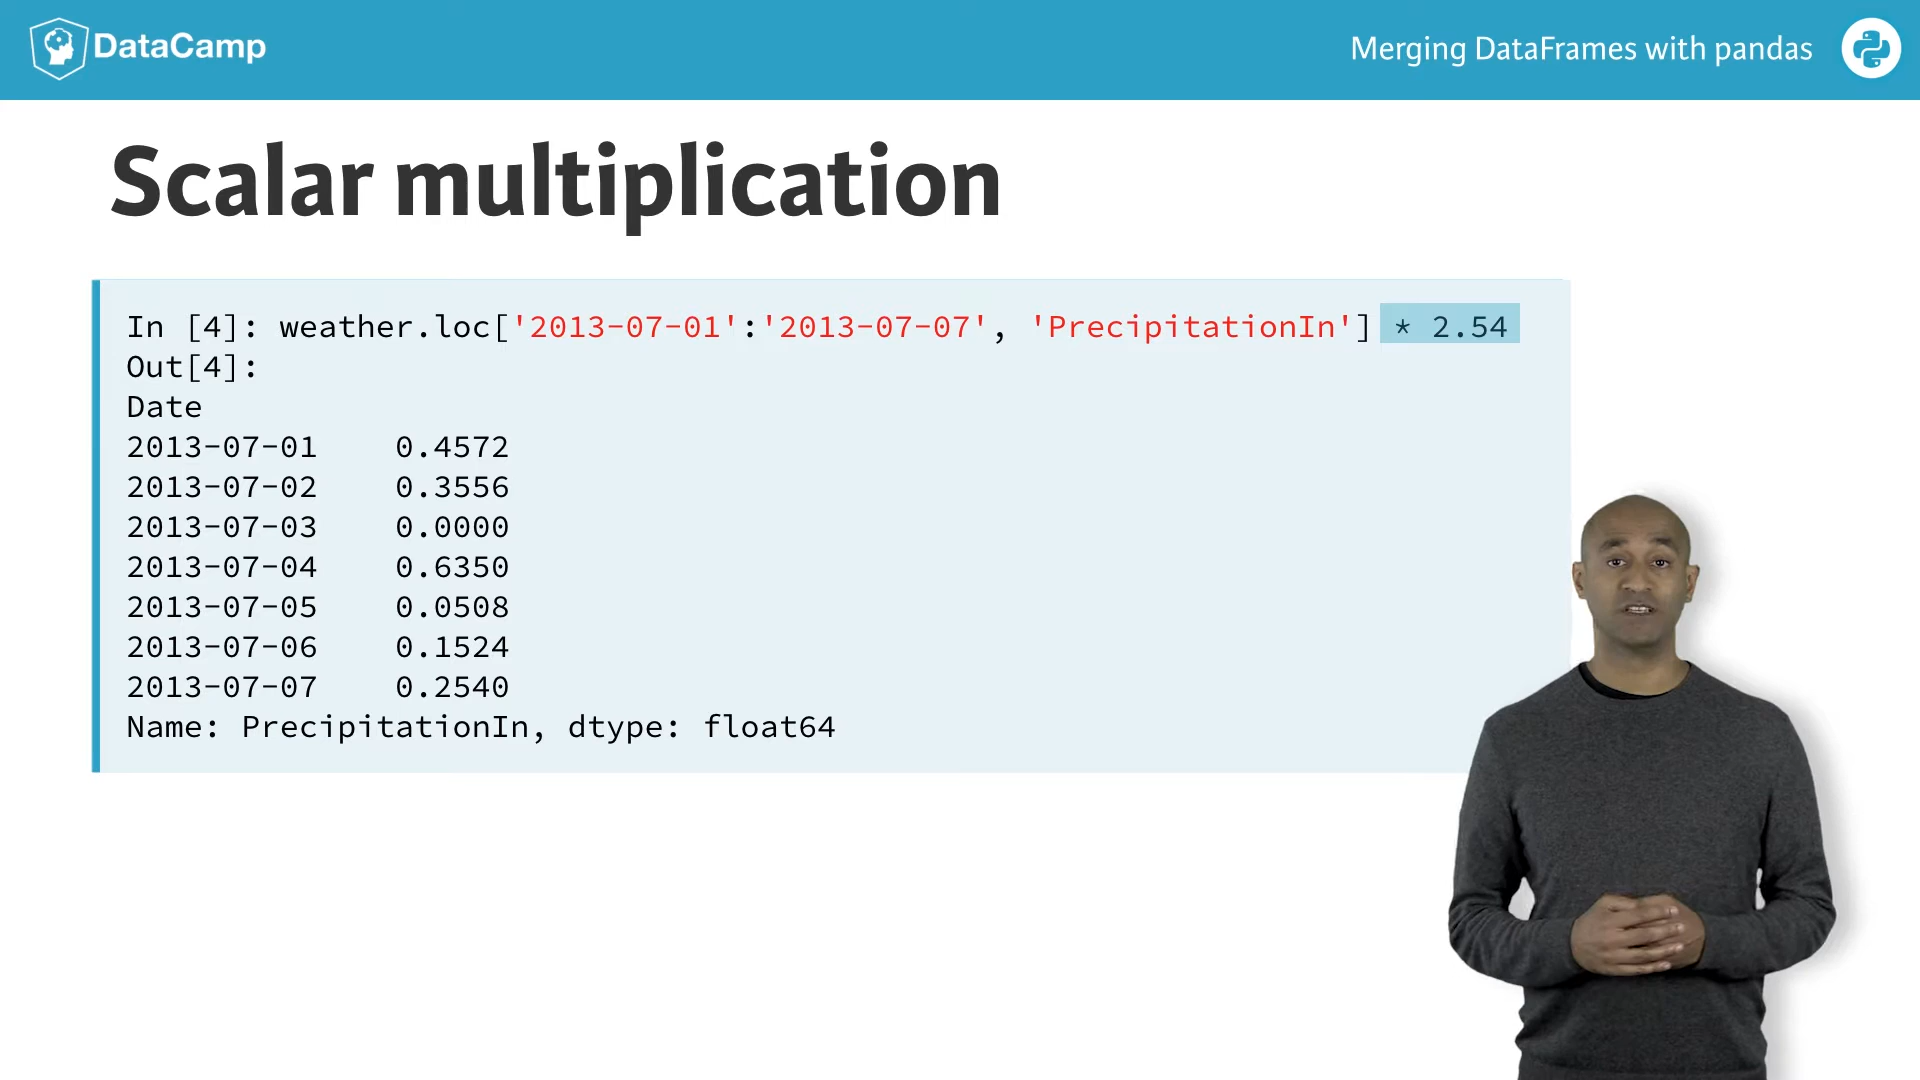 DataCamp
Merging DataFrames with pandas
Scalar multiplication
In [4]: weather.loc['2013-07-01':'2013-07-07', 'PrecipitationIn'] * 2.54
Out[4]:
Date
2013-07-01    0.4572
2013-07-02    0.3556
2013-07-03    0.0000
2013-07-04    0.6350
2013-07-05    0.0508
2013-07-06    0.1524
2013-07-07    0.2540
Name: PrecipitationIn, dtype: float64